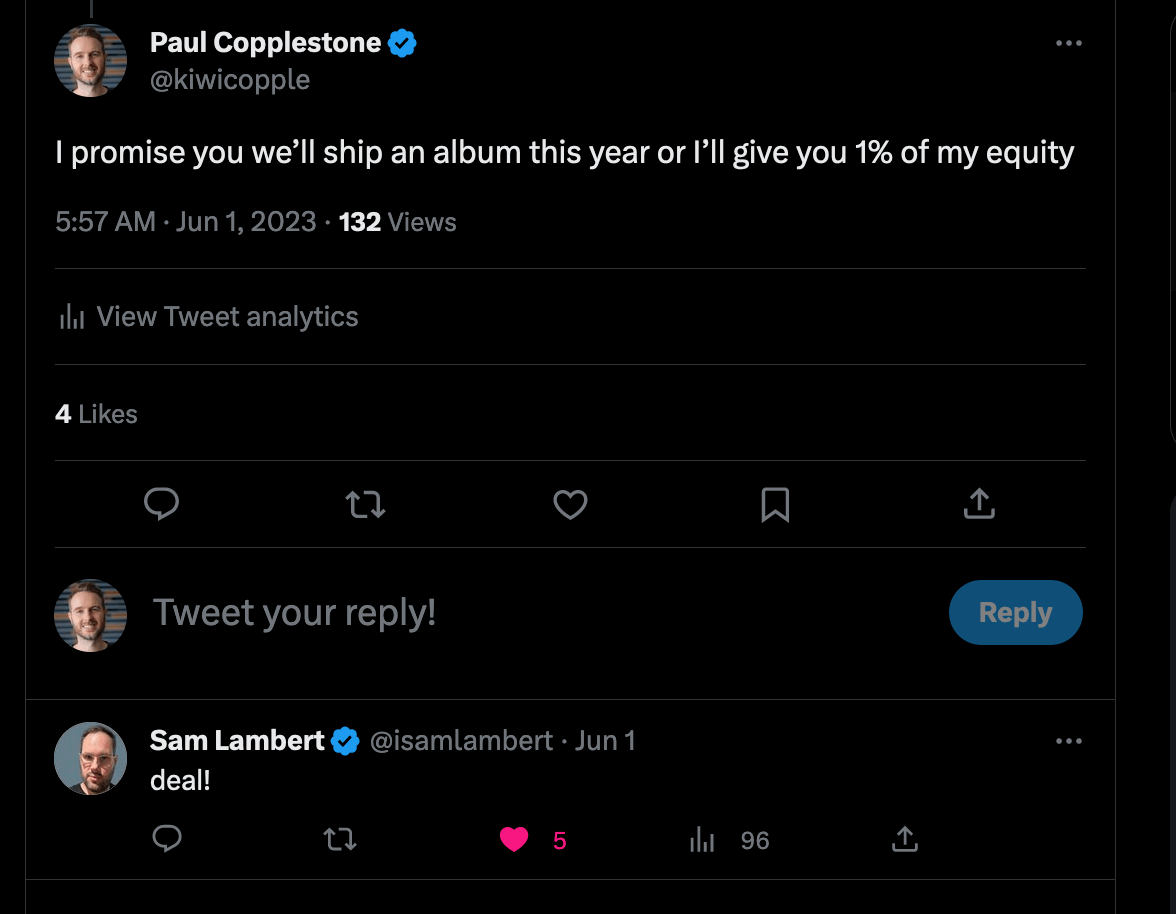 Paul Copplestone
@kiwicopple
I promise you we’ll ship an album this year or I’ll give you 1% of my equity
5:57 AM · Jun 1, 2023 · 132 Views
View Tweet analytics
4 Likes
Tweet your reply!
Reply
Sam Lambert @isamlambert · Jun 1
deal!
5 96